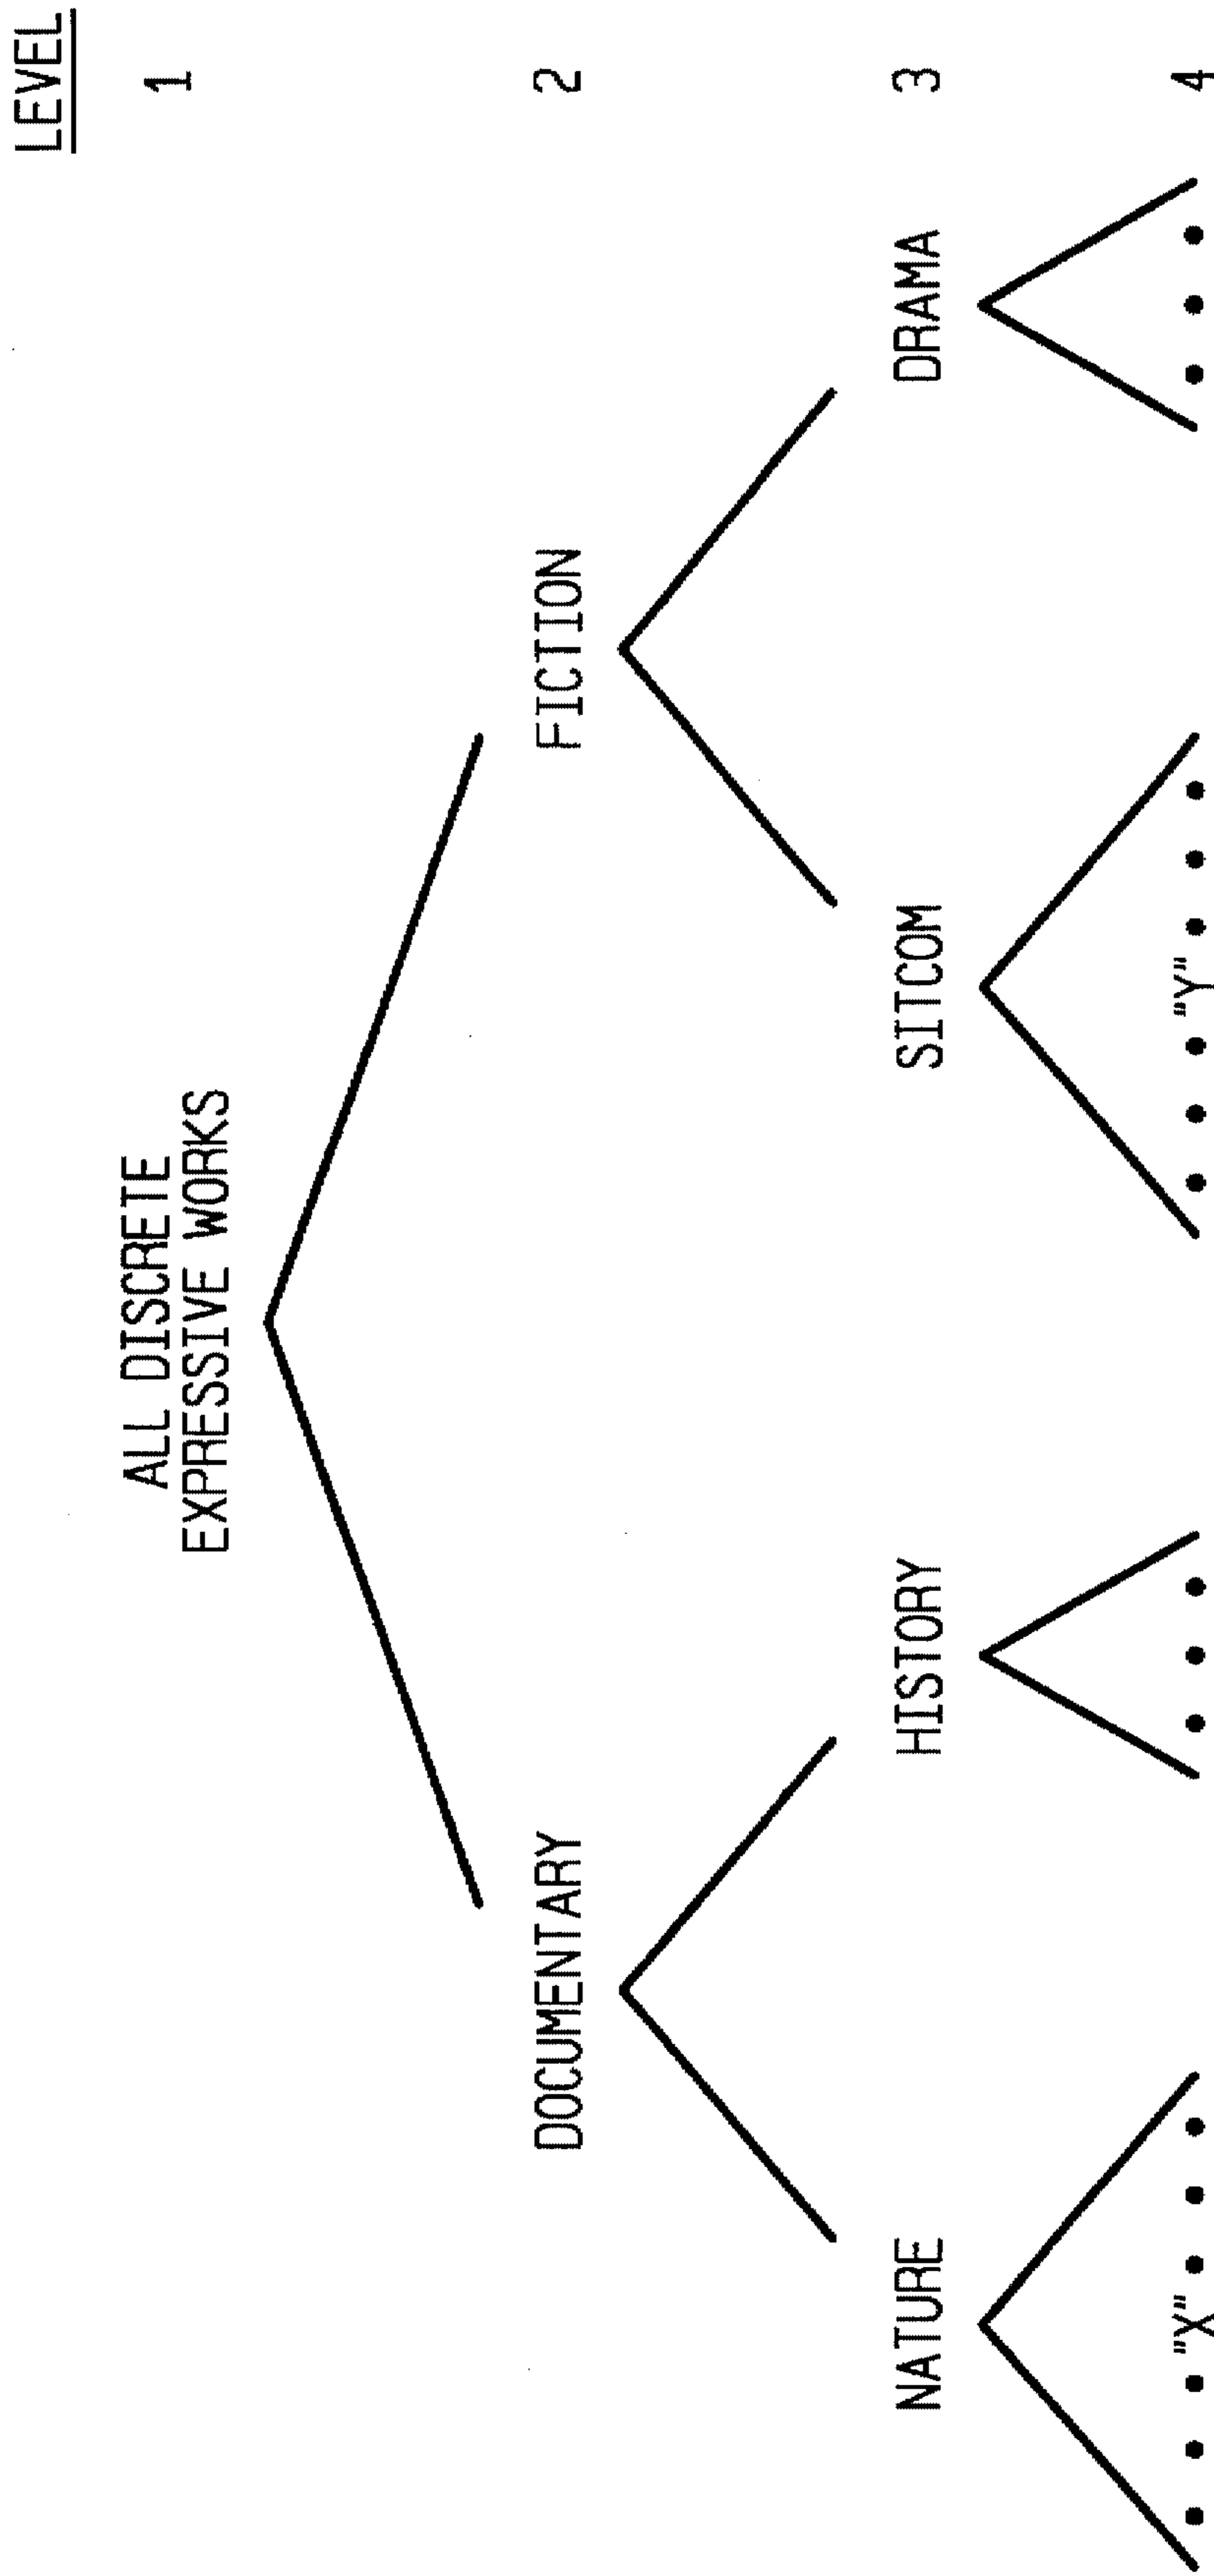 LEVEL
ALL DISCRETE
EXPRESSIVE WORKS
1
DOCUMENTARY
FICTION
2
NATURE
HISTORY
SITCOM
DRAMA
3
"X"
"Y"
4